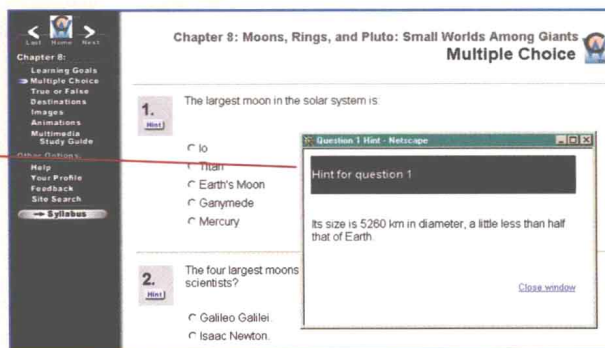 Last Home Next
Chapter 8:
Learning Goals
Multiple Choice
True or False
Destinations
Images
Animations
Multimedia
Study Guide
Other Options:
Help
Your Profile
Feedback
Site Search
Syllabus
Chapter 8: Moons, Rings, and Pluto: Small Worlds Among Giants
Multiple Choice
1.
Hint
The largest moon in the solar system is:
Io
Titan
Earth's Moon
Ganymede
Mercury
Question 1 Hint - Netscape
Hint for question 1
Its size is 5260 km in diameter, a little less than half
that of Earth.
Close window
2.
Hint
The four largest moons
scientists?
Galileo Galilei.
Isaac Newton.